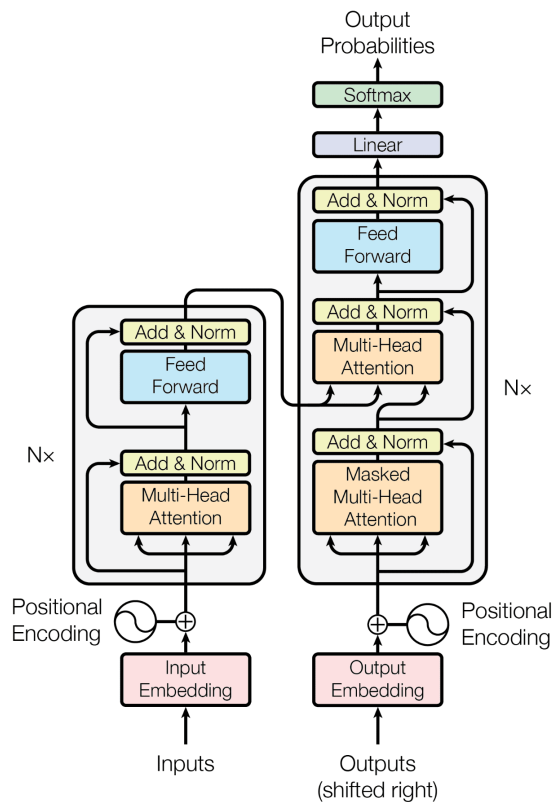 Output
Probabilities
Softmax
Linear
Add & Norm
Feed
Forward
Add & Norm
Multi-Head
Attention
Add & Norm
Masked
Multi-Head
Attention
N×
Add & Norm
Feed
Forward
N×
Add & Norm
Multi-Head
Attention
Positional
Encoding
Positional
Encoding
Input
Embedding
Output
Embedding
Inputs
Outputs
(shifted right)